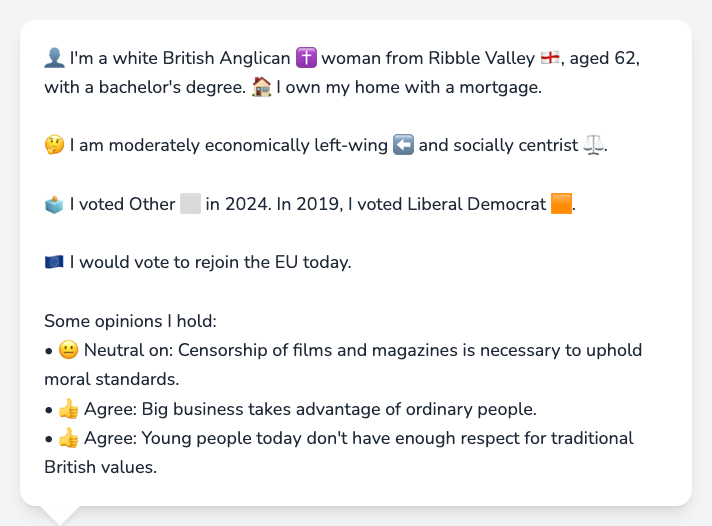 👤 I'm a white British Anglican ✝️ woman from Ribble Valley 🏴󠁧󠁢󠁥󠁮󠁧󠁿, aged 62,
with a bachelor's degree. 🏠 I own my home with a mortgage.
🤔 I am moderately economically left-wing ⬅️ and socially centrist ⚖️.
🗳️ I voted Other ⬜ in 2024. In 2019, I voted Liberal Democrat 🟧.
🇪🇺 I would vote to rejoin the EU today.
Some opinions I hold:
• 😐 Neutral on: Censorship of films and magazines is necessary to uphold
moral standards.
• 👍 Agree: Big business takes advantage of ordinary people.
• 👍 Agree: Young people today don't have enough respect for traditional
British values.